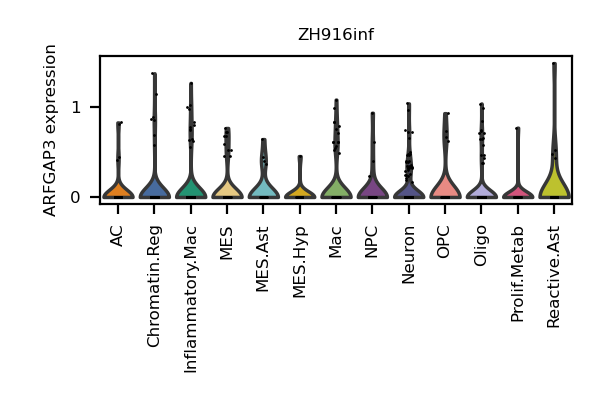 ZH916inf
ARFGAP3 expression
1
0
AC
Chromatin.Reg
Inflammatory.Mac
MES
MES.Ast
MES.Hyp
Mac
NPC
Neuron
OPC
Oligo
Prolif.Metab
Reactive.Ast